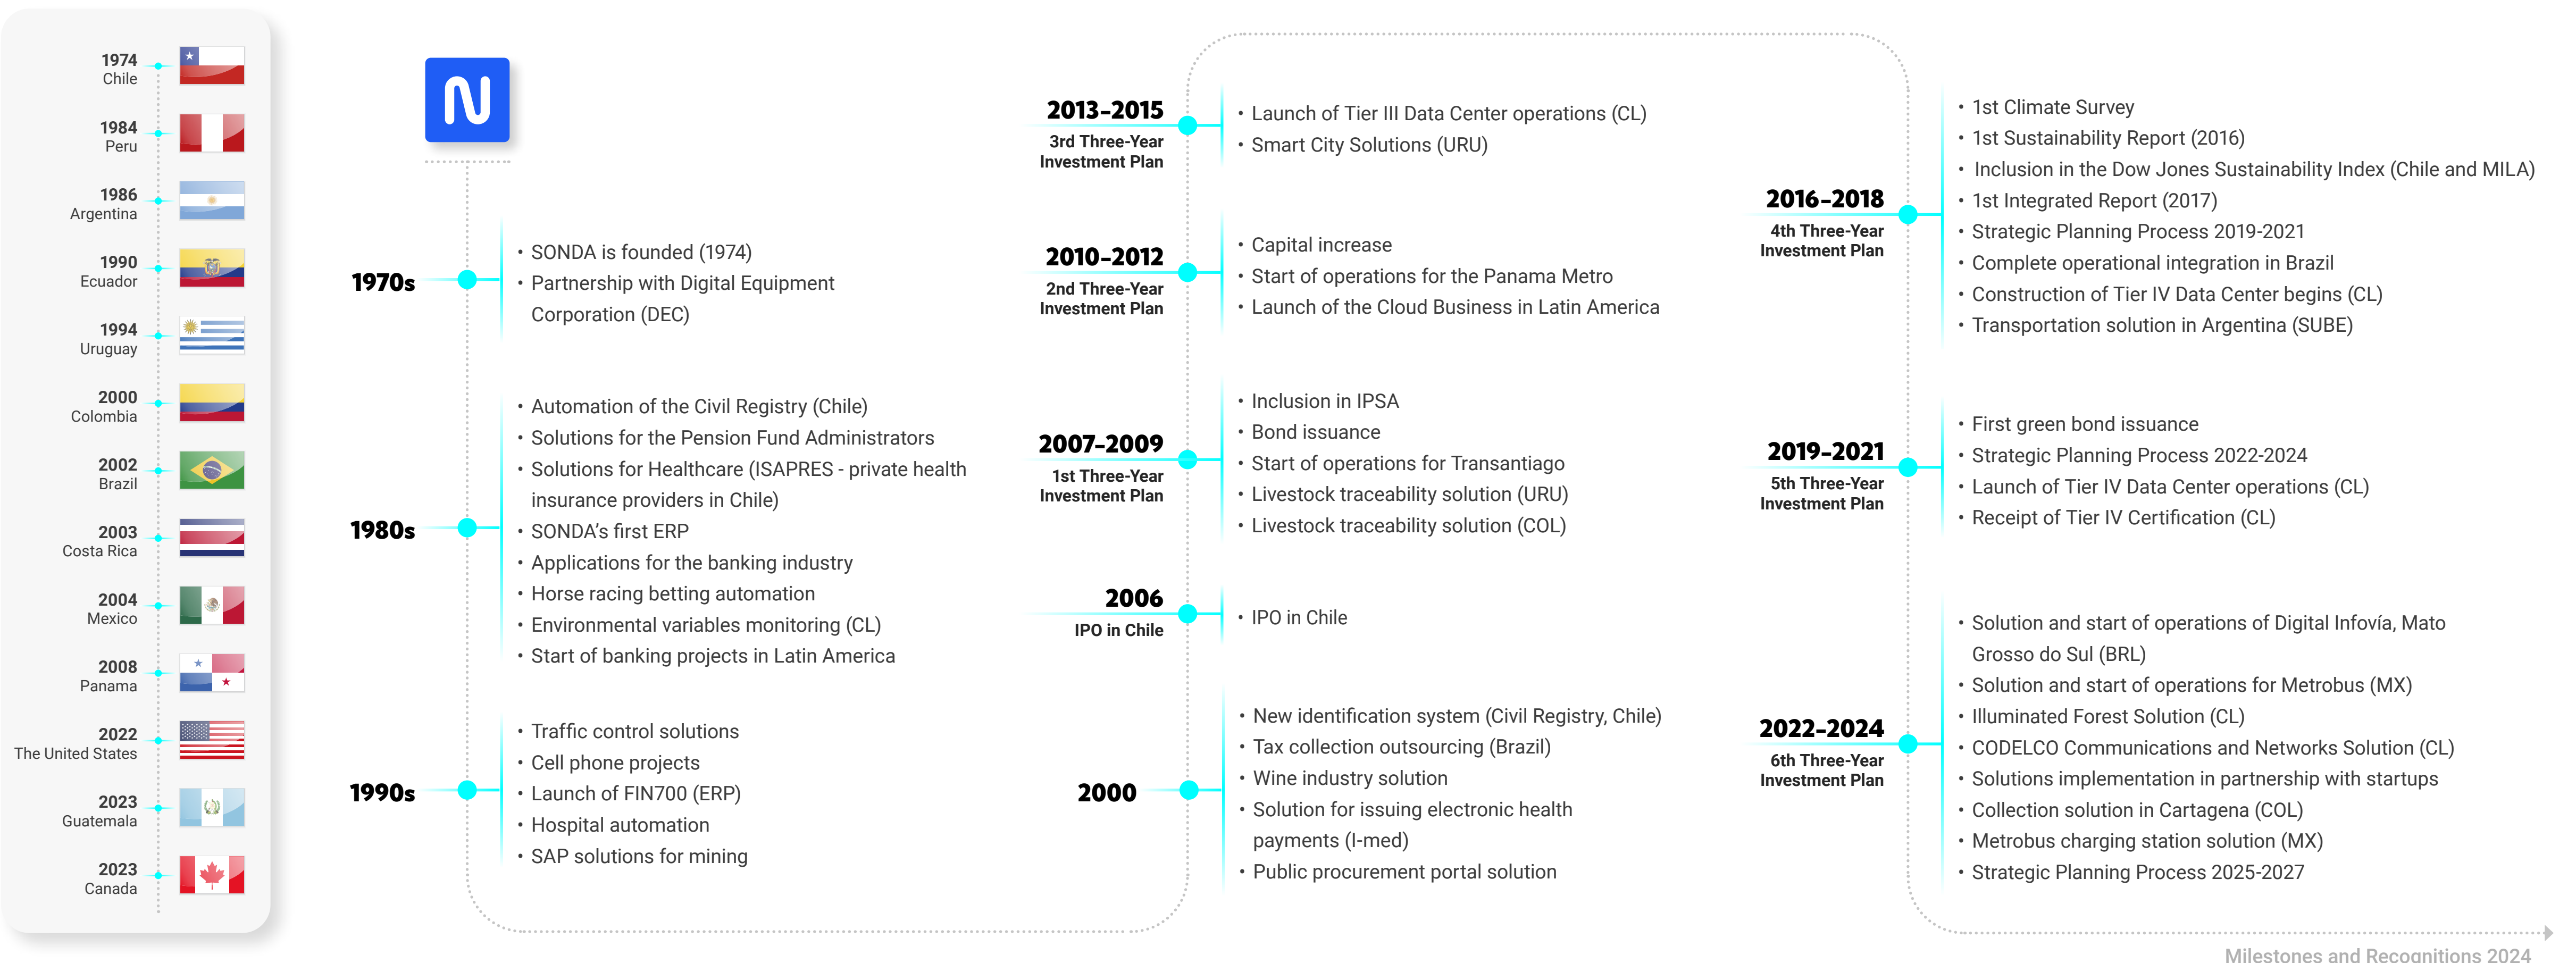 1974
Chile
1984
Peru
1986
Argentina
1990
Ecuador
1994
Uruguay
2000
Colombia
2002
Brazil
2003
Costa Rica
2004
Mexico
2008
Panama
2022
The United States
2023
Guatemala
2023
Canada
1970s
• SONDA is founded (1974)
• Partnership with Digital Equipment
Corporation (DEC)
1980s
• Automation of the Civil Registry (Chile)
• Solutions for the Pension Fund Administrators
• Solutions for Healthcare (ISAPRES - private health
insurance providers in Chile)
• SONDA’s first ERP
• Applications for the banking industry
• Horse racing betting automation
• Environmental variables monitoring (CL)
• Start of banking projects in Latin America
1990s
• Traffic control solutions
• Cell phone projects
• Launch of FIN700 (ERP)
• Hospital automation
• SAP solutions for mining
2000
• New identification system (Civil Registry, Chile)
• Tax collection outsourcing (Brazil)
• Wine industry solution
• Solution for issuing electronic health
payments (I-med)
• Public procurement portal solution
2006
IPO in Chile
• IPO in Chile
2007–2009
1st Three-Year
Investment Plan
• Inclusion in IPSA
• Bond issuance
• Start of operations for Transantiago
• Livestock traceability solution (URU)
• Livestock traceability solution (COL)
2010–2012
2nd Three-Year
Investment Plan
• Capital increase
• Start of operations for the Panama Metro
• Launch of the Cloud Business in Latin America
2013–2015
3rd Three-Year
Investment Plan
• Launch of Tier III Data Center operations (CL)
• Smart City Solutions (URU)
2016–2018
4th Three-Year
Investment Plan
• 1st Climate Survey
• 1st Sustainability Report (2016)
• Inclusion in the Dow Jones Sustainability Index (Chile and MILA)
• 1st Integrated Report (2017)
• Strategic Planning Process 2019-2021
• Complete operational integration in Brazil
• Construction of Tier IV Data Center begins (CL)
• Transportation solution in Argentina (SUBE)
2019–2021
5th Three-Year
Investment Plan
• First green bond issuance
• Strategic Planning Process 2022-2024
• Launch of Tier IV Data Center operations (CL)
• Receipt of Tier IV Certification (CL)
2022–2024
6th Three-Year
Investment Plan
• Solution and start of operations of Digital Infovía, Mato
Grosso do Sul (BRL)
• Solution and start of operations for Metrobus (MX)
• Illuminated Forest Solution (CL)
• CODELCO Communications and Networks Solution (CL)
• Solutions implementation in partnership with startups
• Collection solution in Cartagena (COL)
• Metrobus charging station solution (MX)
• Strategic Planning Process 2025-2027
Milestones and Recognitions 2024